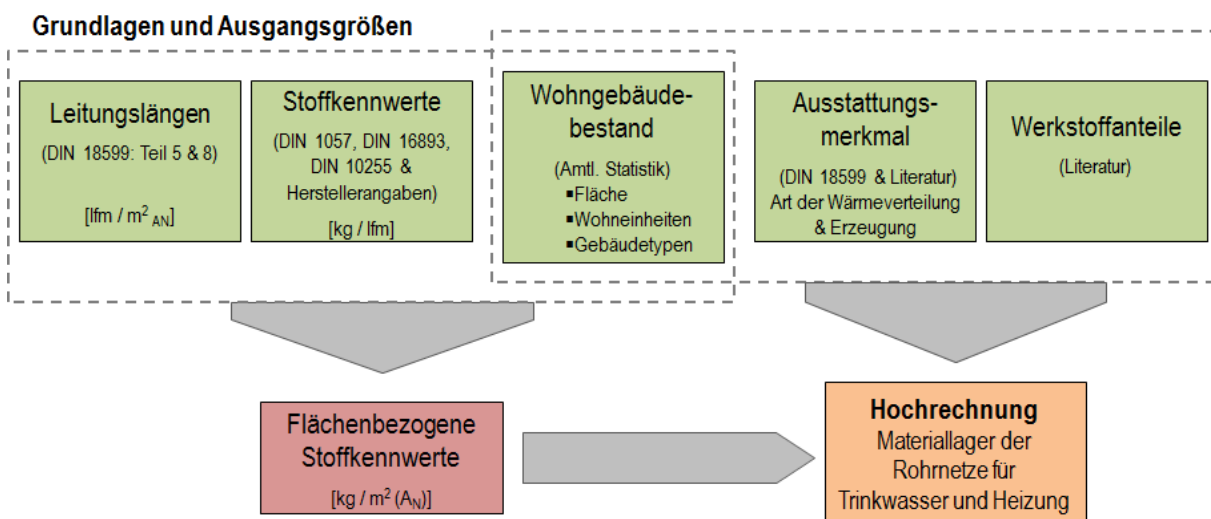 Grundlagen und Ausgangsgrößen
Leitungslängen
(DIN 18599: Teil 5 & 8)
[lfm / m² AN]
Stoffkennwerte
(DIN 1057, DIN 16893,
DIN 10255 &
Herstellerangaben)
[kg / lfm]
Wohngebäude-
bestand
(Amtl. Statistik)
▪Fläche
▪Wohneinheiten
▪Gebäudetypen
Ausstattungs-
merkmal
(DIN 18599 & Literatur)
Art der Wärmeverteilung
& Erzeugung
Werkstoffanteile
(Literatur)
Flächenbezogene
Stoffkennwerte
[kg / m² (AN)]
Hochrechnung
Materiallager der
Rohrnetze für
Trinkwasser und Heizung